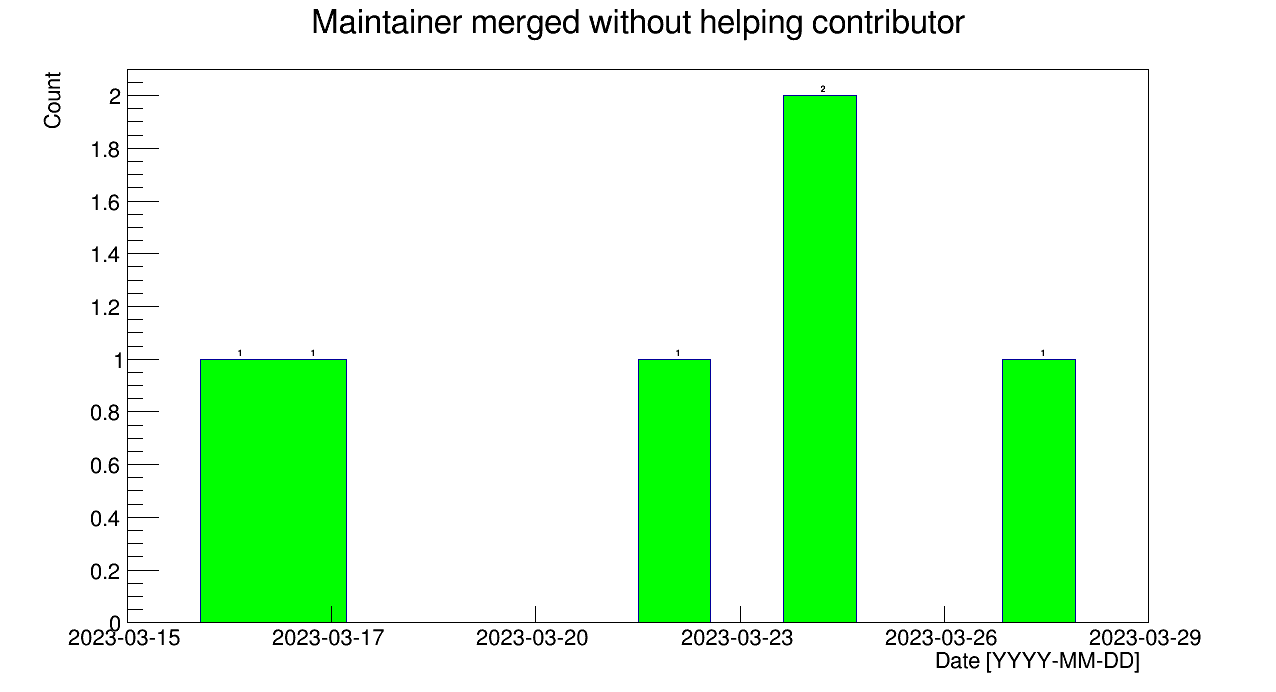 Maintainer merged without helping contributor
Count
2
1.8
1.6
1.4
1.2
1
0.8
0.6
0.4
0.2
0
2
1 1 1 1
2023-03-15 2023-03-17 2023-03-20 2023-03-23 2023-03-26 2023-03-29
Date [YYYY-MM-DD]